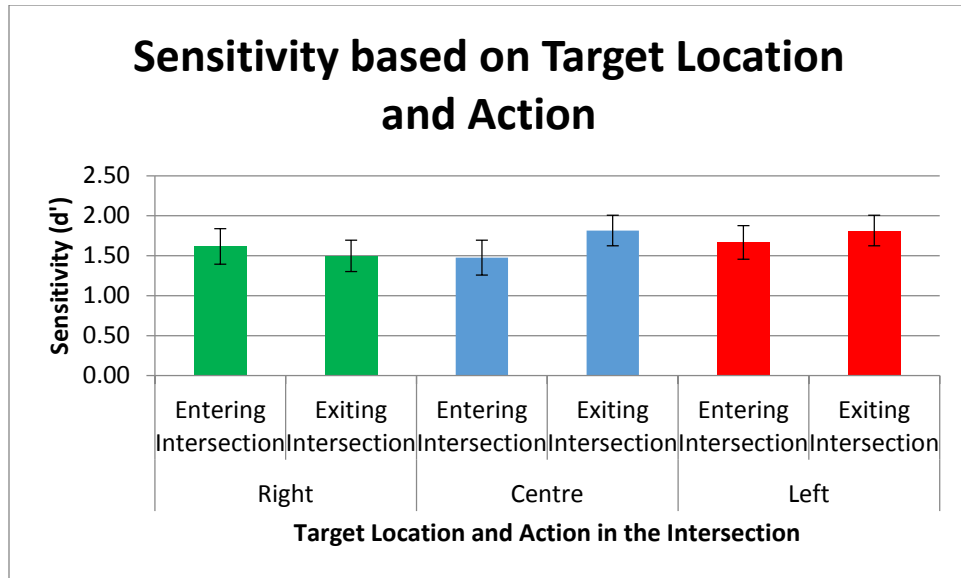 Sensitivity based on Target Location
and Action
Sensitivity (d')
2.50
2.00
1.50
1.00
0.50
0.00
Entering Exiting Entering Exiting Entering Exiting
Intersection Intersection Intersection Intersection Intersection Intersection
Right Centre Left
Target Location and Action in the Intersection